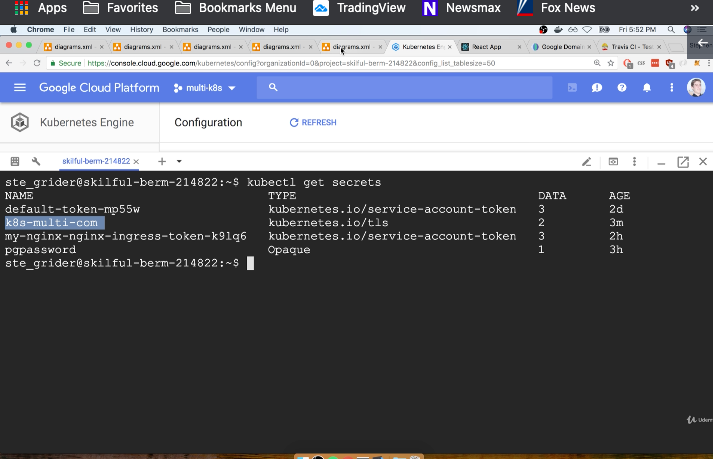 Apps Favorites Bookmarks Menu TradingView Newsmax Fox News »
Chrome File Edit View History Bookmarks People Window Help Fri 5:52 PM
diagrams.xml diagrams.xml diagrams.xml diagrams.xml diagrams.xml Kubernetes En React App Google Domain Travis CI - Tes
Secure https://console.cloud.google.com/kubernetes/config?organizationId=0&project=skilful-berm-214822&config_list_tablesize=50
Google Cloud Platform multi-k8s
Kubernetes Engine Configuration REFRESH
skilful-berm-214822
ste_grider@skilful-berm-214822:~$ kubectl get secrets
NAME TYPE DATA AGE
default-token-mp55w kubernetes.io/service-account-token 3 2d
k8s-multi-com kubernetes.io/tls 2 3m
my-nginx-nginx-ingress-token-k9lq6 kubernetes.io/service-account-token 3 2h
pgpassword Opaque 1 3h
ste_grider@skilful-berm-214822:~$